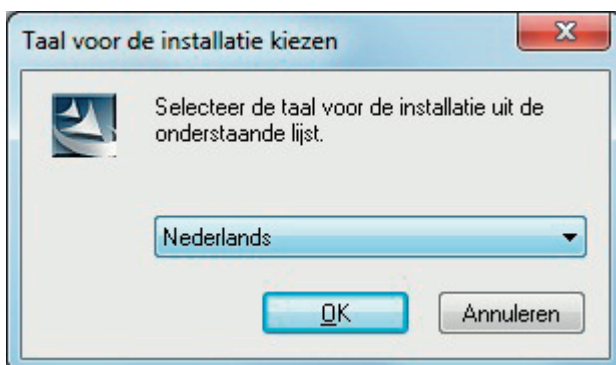 Taal voor de installatie kiezen
Selecteer de taal voor de installatie uit de
onderstaande lijst.
Nederlands
OK
Annuleren